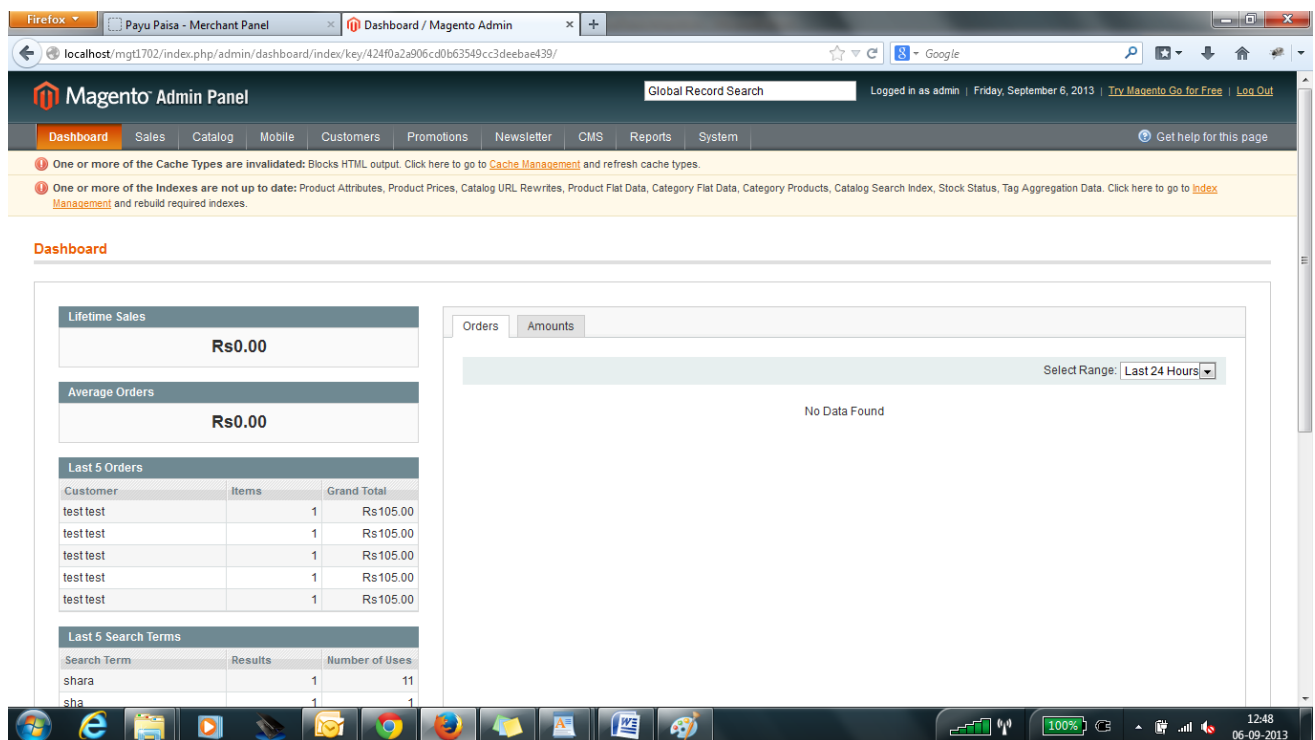 Firefox
Payu Paisa - Merchant Panel
Dashboard / Magento Admin
localhost/mgt1702/index.php/admin/dashboard/index/key/424f0a2a906cd0b63549cc3deebae439/
Google
Magento Admin Panel
Global Record Search
Logged in as admin | Friday, September 6, 2013 | Try Magento Go for Free | Log Out
Dashboard Sales Catalog Mobile Customers Promotions Newsletter CMS Reports System
Get help for this page
One or more of the Cache Types are invalidated: Blocks HTML output. Click here to go to Cache Management and refresh cache types.
One or more of the Indexes are not up to date: Product Attributes, Product Prices, Catalog URL Rewrites, Product Flat Data, Category Flat Data, Category Products, Catalog Search Index, Stock Status, Tag Aggregation Data. Click here to go to Index
Management and rebuild required indexes.
Dashboard
Lifetime Sales
Rs0.00
Average Orders
Rs0.00
Last 5 Orders
Customer Items Grand Total
test test 1 Rs105.00
test test 1 Rs105.00
test test 1 Rs105.00
test test 1 Rs105.00
test test 1 Rs105.00
Last 5 Search Terms
Search Term Results Number of Uses
shara 1 11
sha 1 1
Orders Amounts
Select Range: Last 24 Hours
No Data Found
100%
12:48
06-09-2013